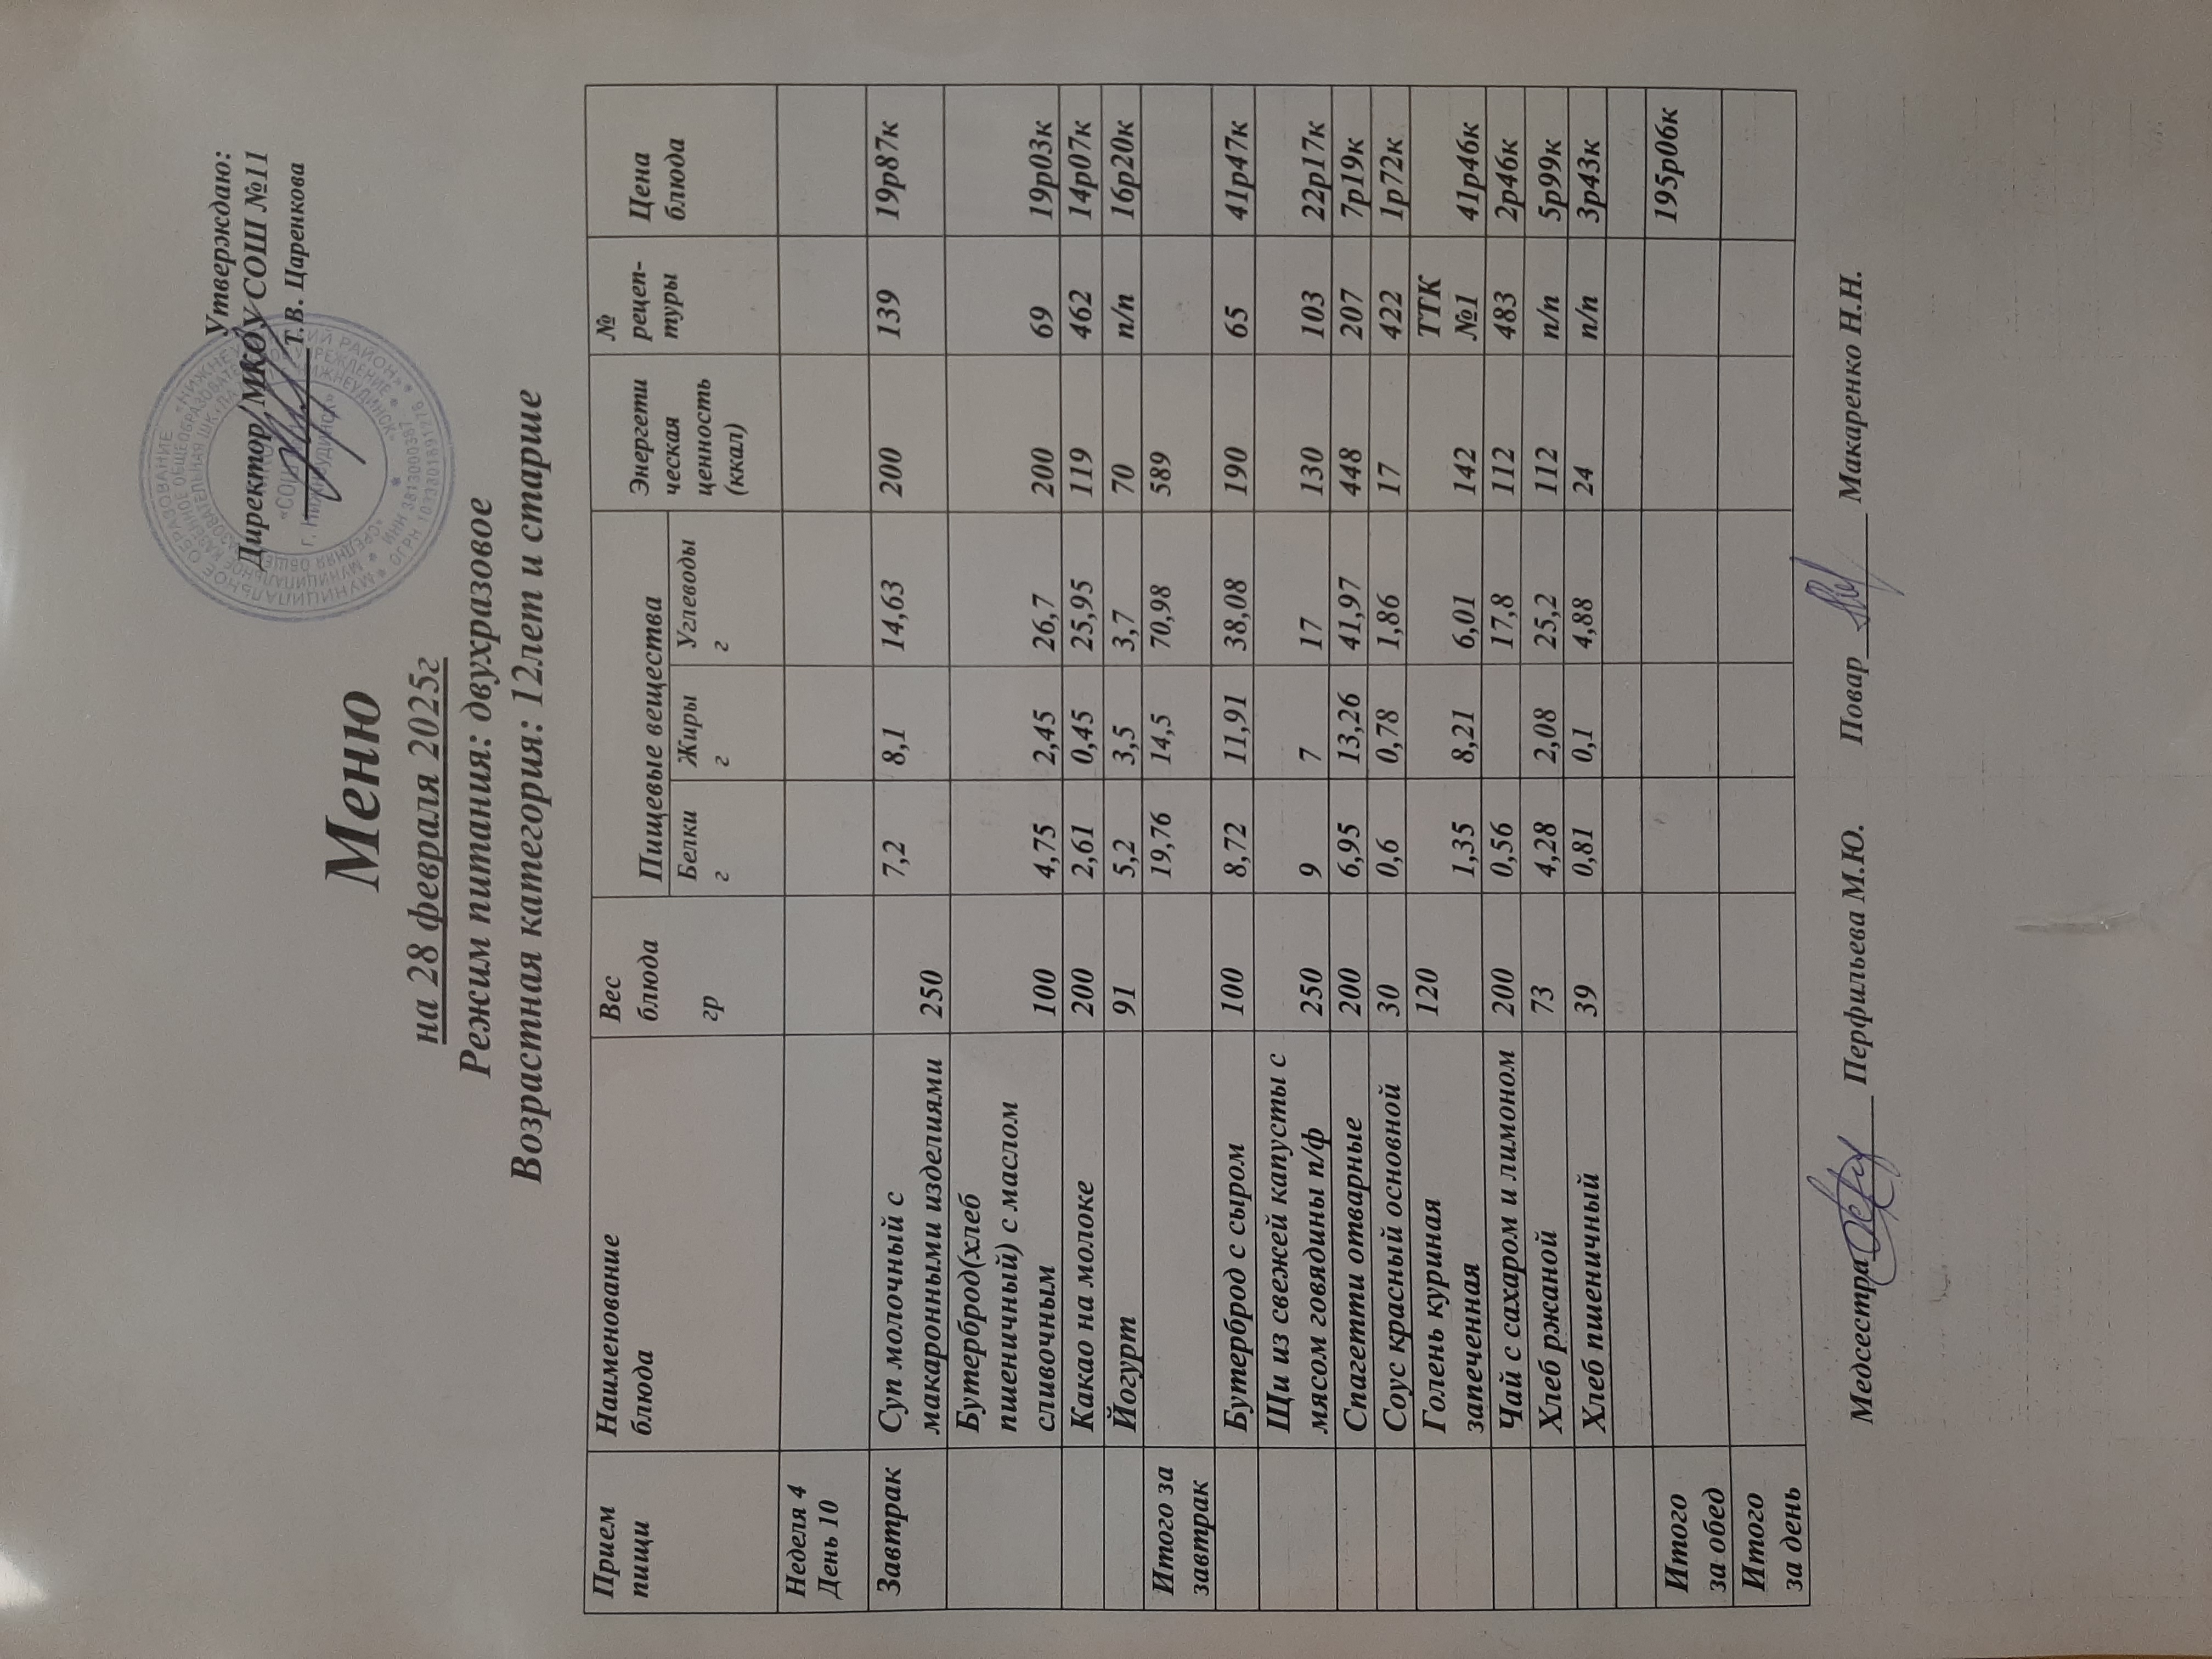 Утверждаю:
Директор МКОУ СОШ №11
Т.В. Царенкова
Меню
на 28 февраля 2025г
Режим питания: двухразовое
Возрастная категория: 12лет и старше
Прием пищи Наименование блюда Вес блюда гр Пищевые вещества Энергети ческая ценность (ккал) № рецеп- туры Цена блюда
Белки г Жиры г Углеводы г
Неделя 4
День 10
Завтрак Суп молочный с макаронными изделиями 250 7,2 8,1 14,63 200 139 19р87к
Бутерброд(хлеб пшеничный) с маслом сливочным 100 4,75 2,45 26,7 200 69 19р03к
Какао на молоке 200 2,61 0,45 25,95 119 462 14р07к
Йогурт 91 5,2 3,5 3,7 70 п/п 16р20к
Итого за завтрак 19,76 14,5 70,98 589
Бутерброд с сыром 100 8,72 11,91 38,08 190 65 41р47к
Щи из свежей капусты с мясом говядины п/ф 250 9 7 17 130 103 22р17к
Спагетти отварные 200 6,95 13,26 41,97 448 207 7р19к
Соус красный основной 30 0,6 0,78 1,86 17 422 1р72к
Голень куриная запеченная 120 1,35 8,21 6,01 142 ТТК №1 41р46к
Чай с сахаром и лимоном 200 0,56 17,8 112 483 2р46к
Хлеб ржаной 73 4,28 2,08 25,2 112 п/п 5р99к
Хлеб пшеничный 39 0,81 0,1 4,88 24 п/п 3р43к
Итого за обед 195р06к
Итого за день
Медсестра Перфильева М.Ю. Повар Макаренко Н.Н.